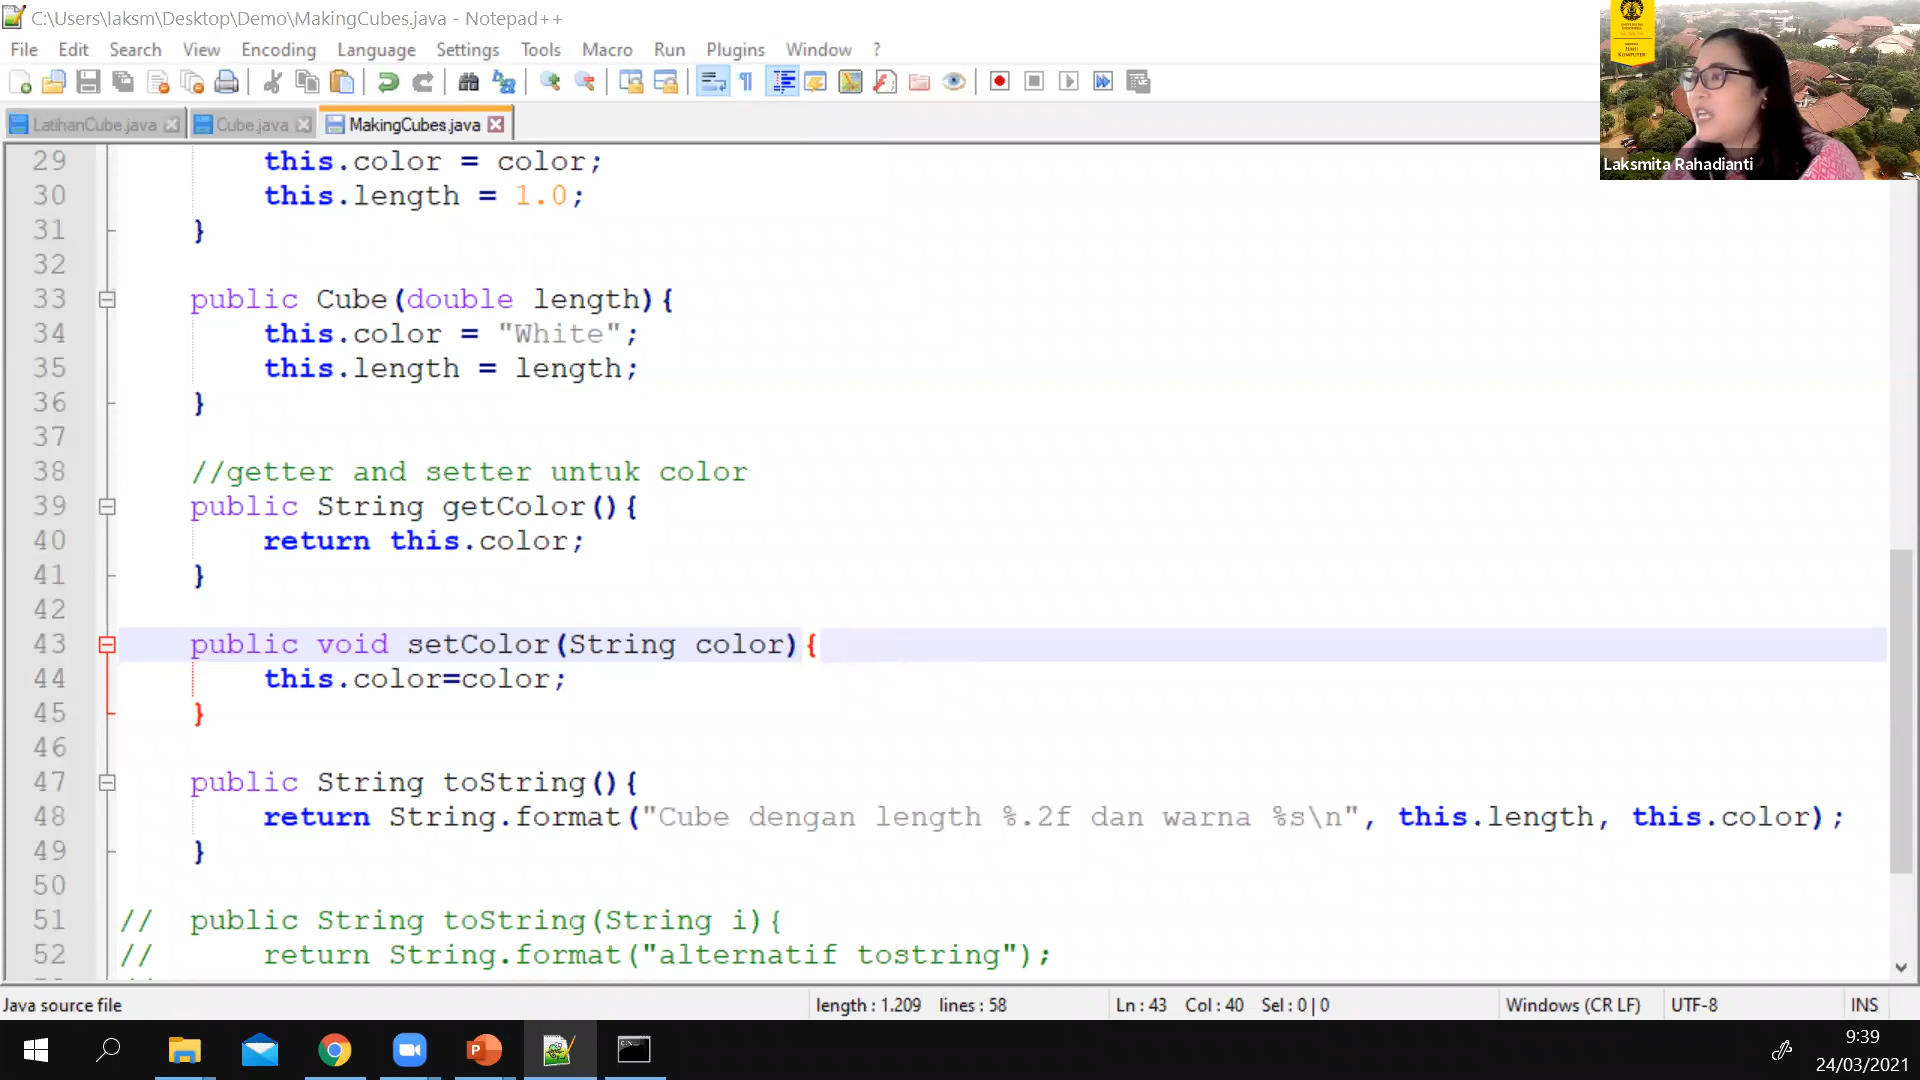 C:\Users\laksm\Desktop\Demo\MakingCubes.java - Notepad++
File Edit Search View Encoding Language Settings Tools Macro Run Plugins Window ?
LatihanCube.java Cube.java MakingCubes.java
Laksmita Rahadianti
29 this.color = color;
30 this.length = 1.0;
31 }
32
33 public Cube(double length){
34 this.color = "White";
35 this.length = length;
36 }
37
38 //getter and setter untuk color
39 public String getColor(){
40 return this.color;
41 }
42
43 public void setColor(String color){
44 this.color=color;
45 }
46
47 public String toString(){
48 return String.format("Cube dengan length %.2f dan warna %s\n", this.length, this.color);
49 }
50
51 // public String toString(String i){
52 // return String.format("alternatif tostring");
Java source file length : 1.209 lines : 58 Ln : 43 Col : 40 Sel : 0 | 0 Windows (CR LF) UTF-8 INS
9:39
24/03/2021